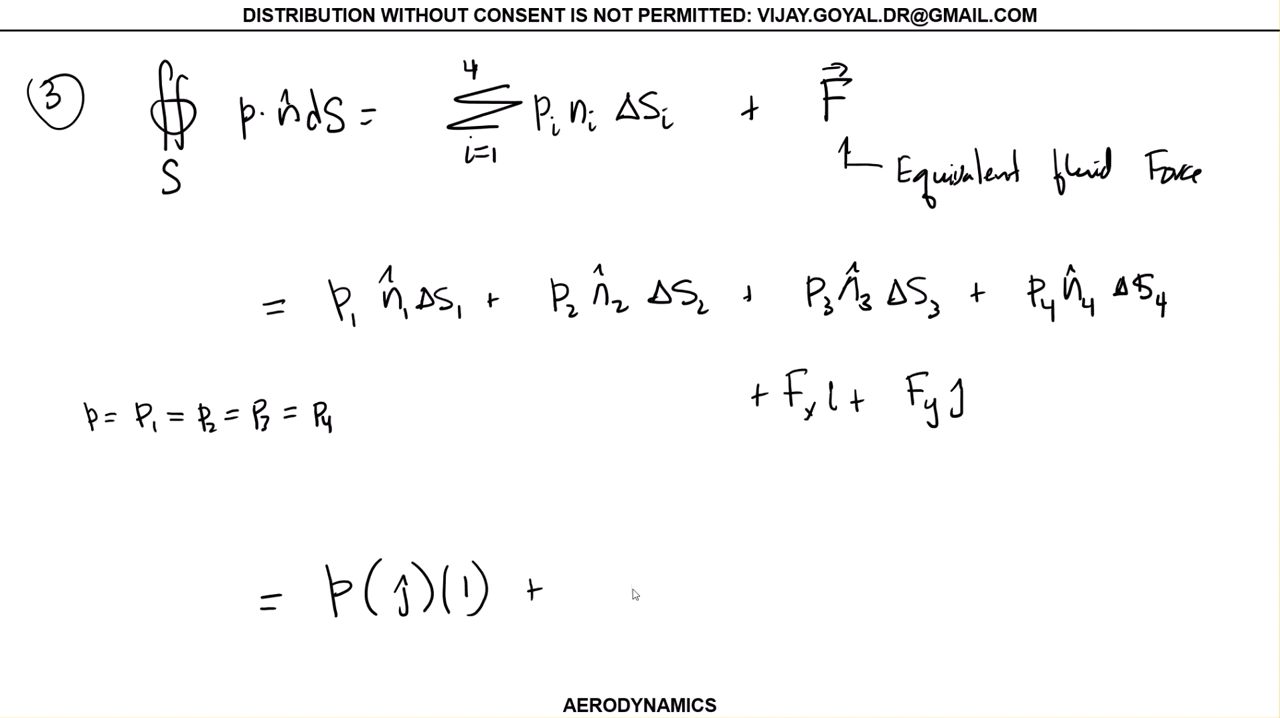 DISTRIBUTION WITHOUT CONSENT IS NOT PERMITTED: VIJAY.GOYAL.DR@GMAIL.COM
③ ∯_S p·n̂ dS = Σ_{i=1}^{4} p_i n_i ΔS_i + F⃗
↑ Equivalent fluid Force
= p₁ n̂₁ ΔS₁ + p₂ n̂₂ ΔS₂ + p₃ n̂₃ ΔS₃ + p₄ n̂₄ ΔS₄
+ F_x î + F_y ĵ
p = p₁ = p₂ = p₃ = p₄
= p(ĵ)(1) +
AERODYNAMICS